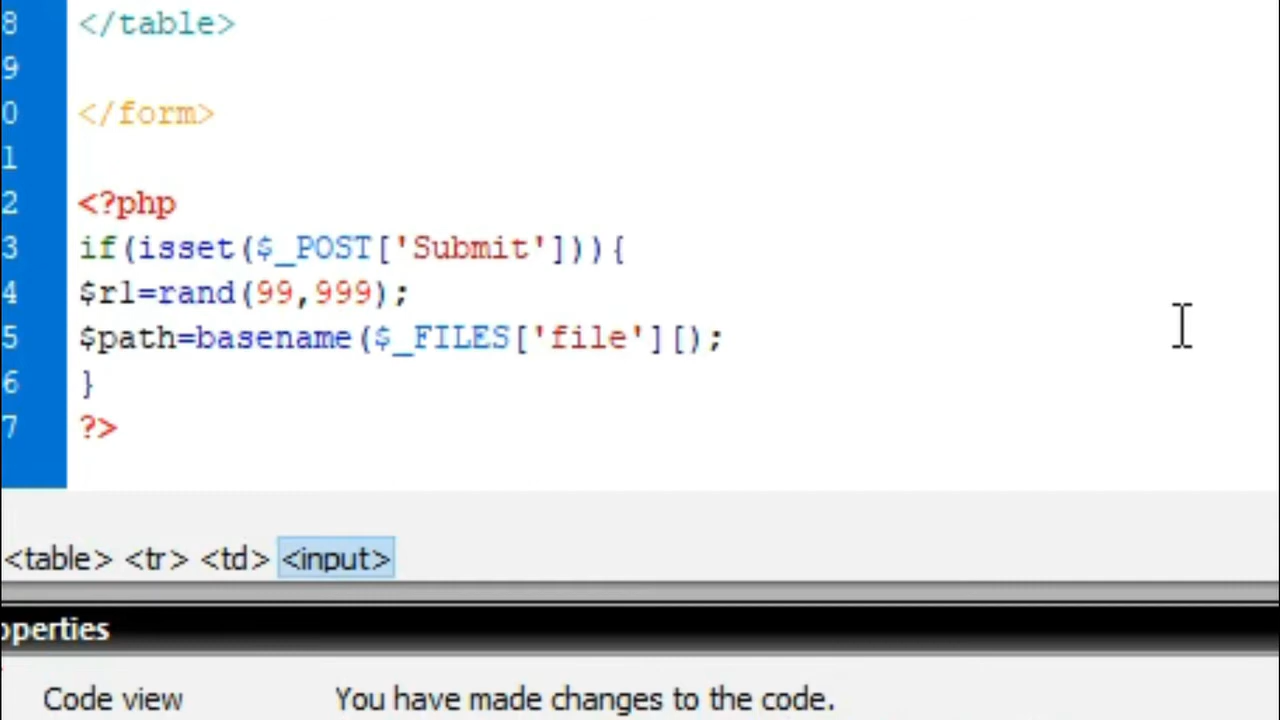 8 </table>
9
0 </form>
1
2 <?php
3 if(isset($_POST['Submit'])){
4 $rl=rand(99,999);
5 $path=basename($_FILES['file'][);
6 }
7 ?>
<table> <tr> <td> <input>
operties
Code view You have made changes to the code.